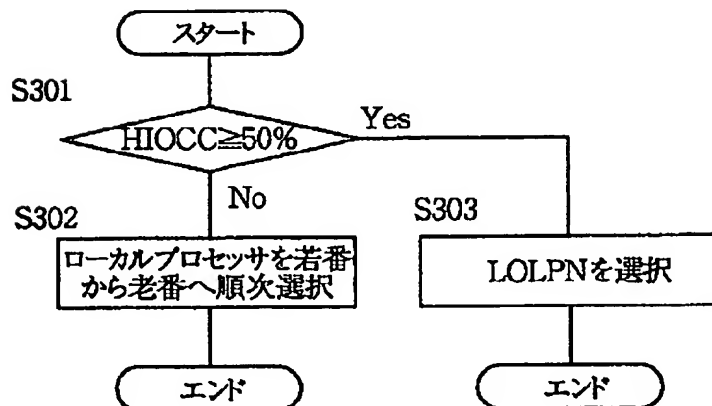 スタート
S301
HIOCC≧50%
Yes
No
S302
S303
ローカルプロセッサを若番
から老番へ順次選択
LOLPNを選択
エンド
エンド